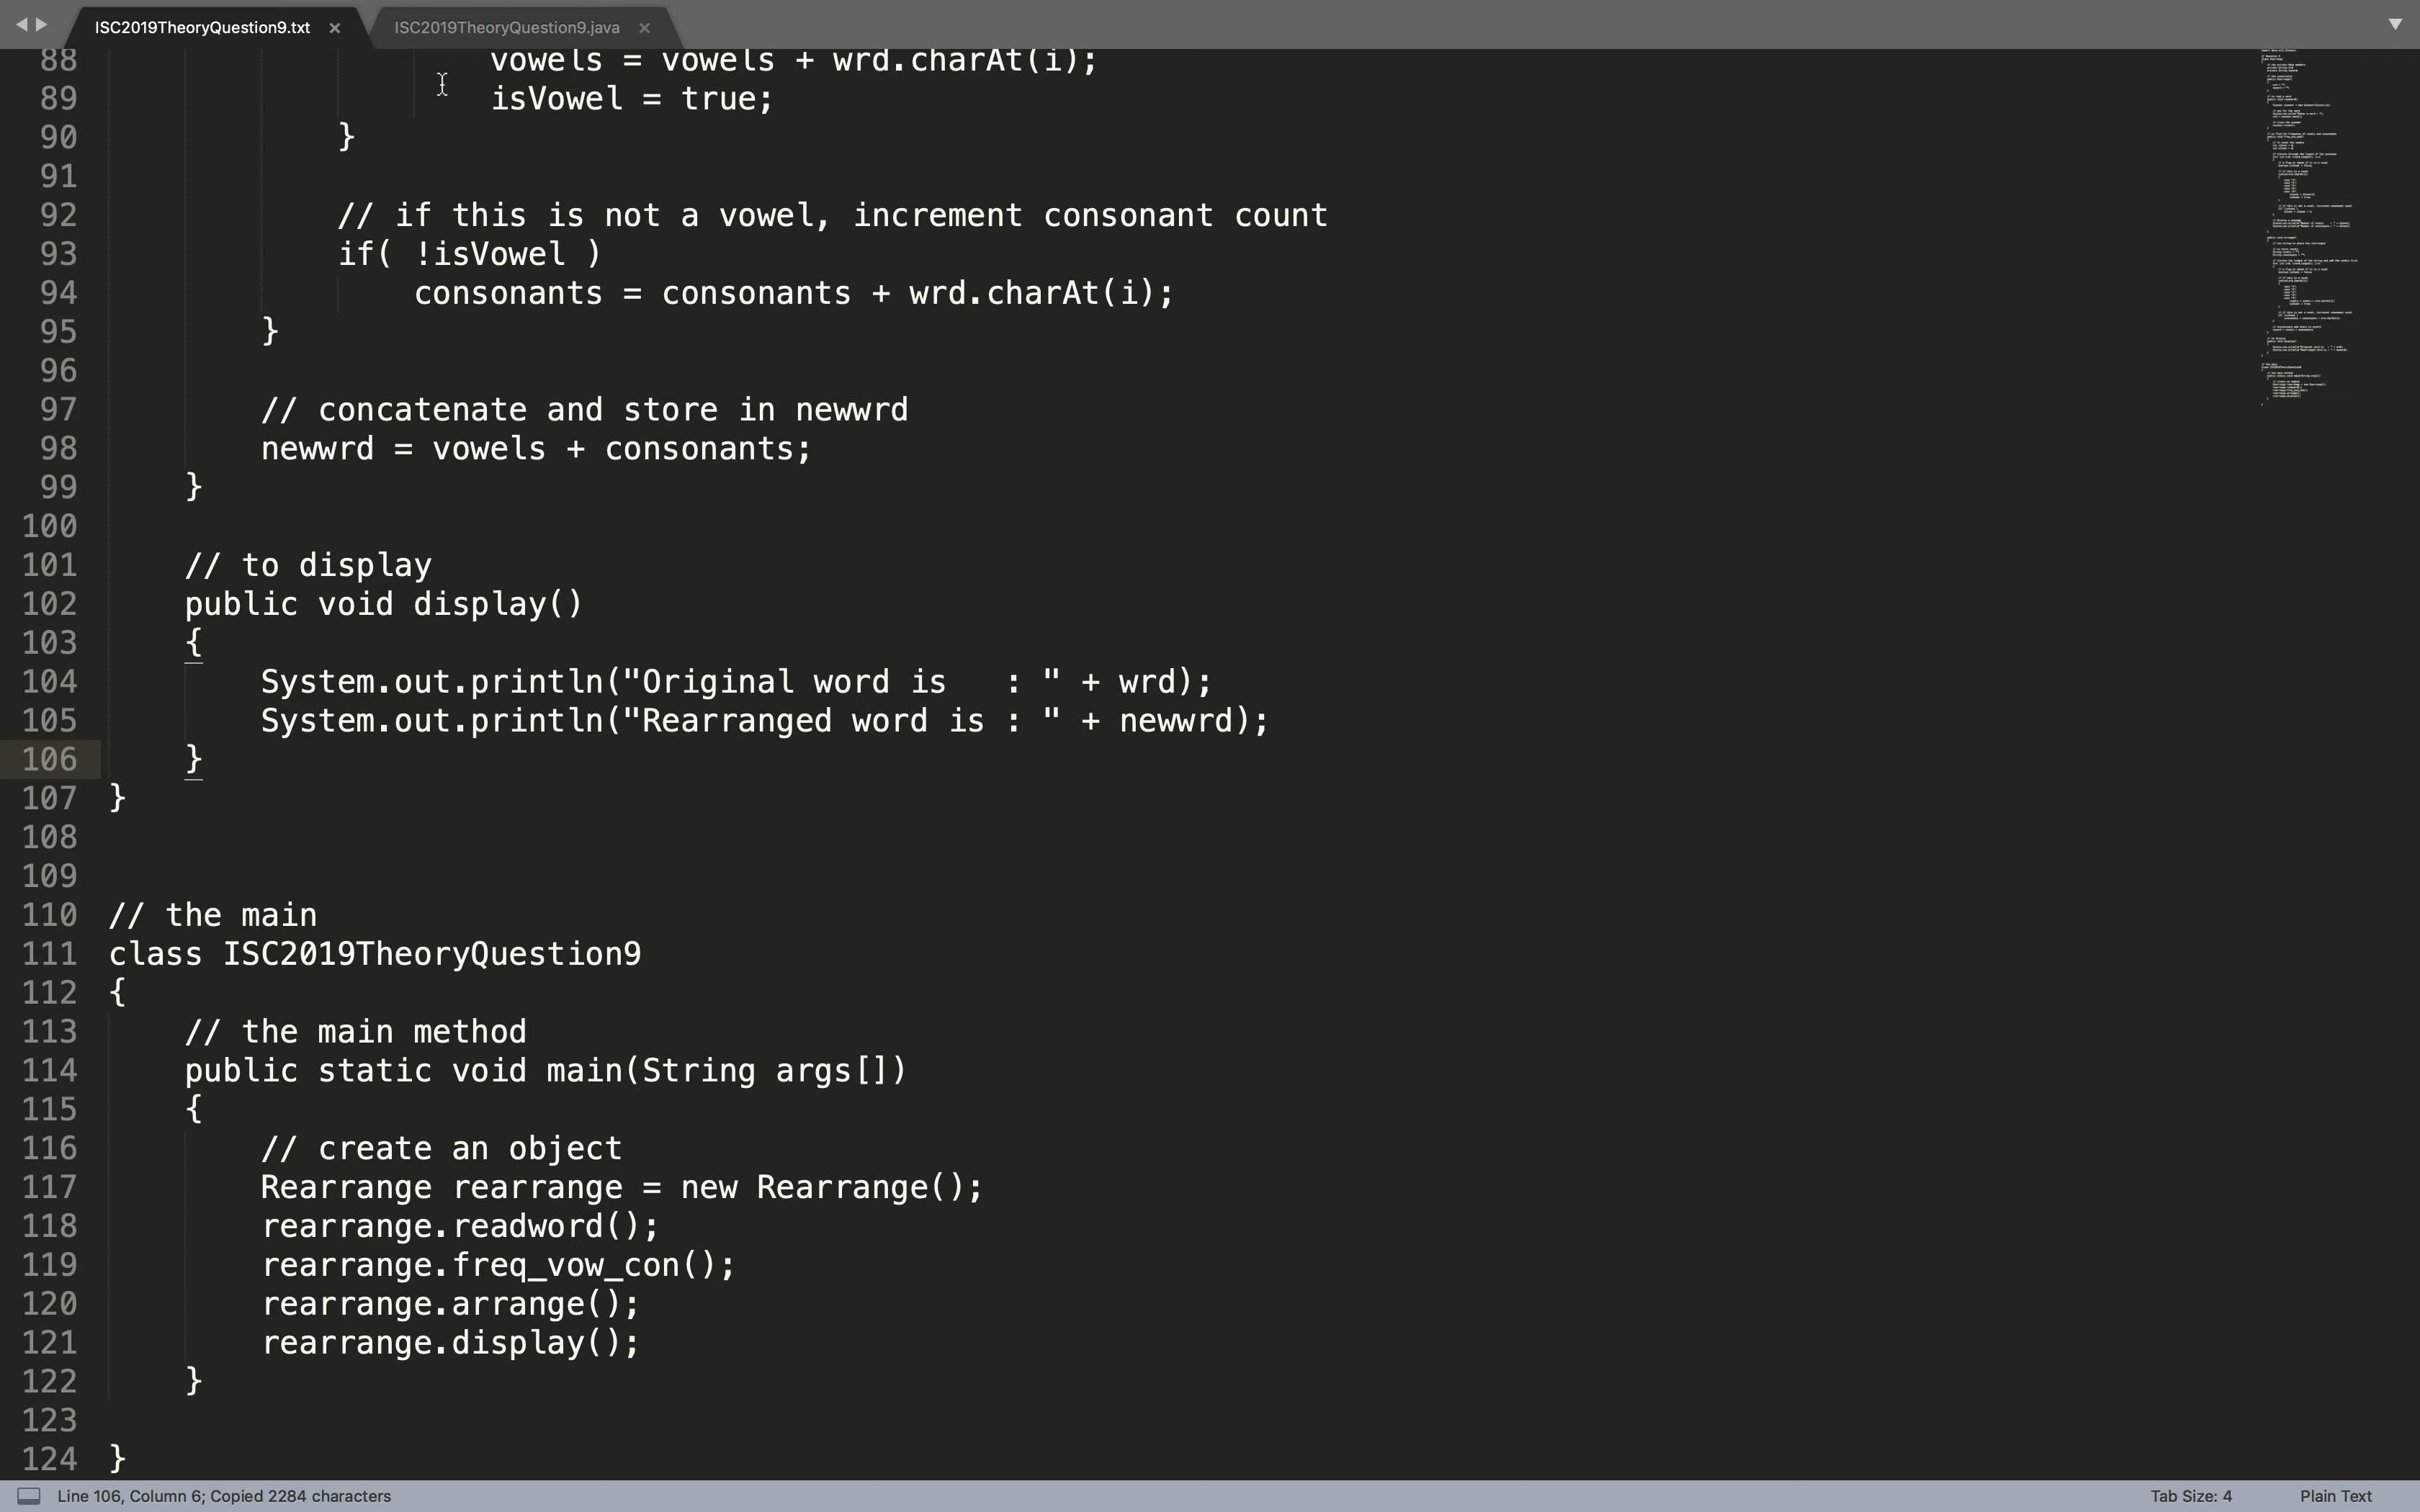 ISC2019TheoryQuestion9.txt × ISC2019TheoryQuestion9.java ×
88 vowels = vowels + wrd.charAt(i);
89 isVowel = true;
90 }
91
92 // if this is not a vowel, increment consonant count
93 if( !isVowel )
94 consonants = consonants + wrd.charAt(i);
95 }
96
97 // concatenate and store in newwrd
98 newwrd = vowels + consonants;
99 }
100
101 // to display
102 public void display()
103 {
104 System.out.println("Original word is   : " + wrd);
105 System.out.println("Rearranged word is : " + newwrd);
106 }
107 }
108
109
110 // the main
111 class ISC2019TheoryQuestion9
112 {
113 // the main method
114 public static void main(String args[])
115 {
116 // create an object
117 Rearrange rearrange = new Rearrange();
118 rearrange.readword();
119 rearrange.freq_vow_con();
120 rearrange.arrange();
121 rearrange.display();
122 }
123
124 }
Line 106, Column 6; Copied 2284 characters Tab Size: 4 Plain Text